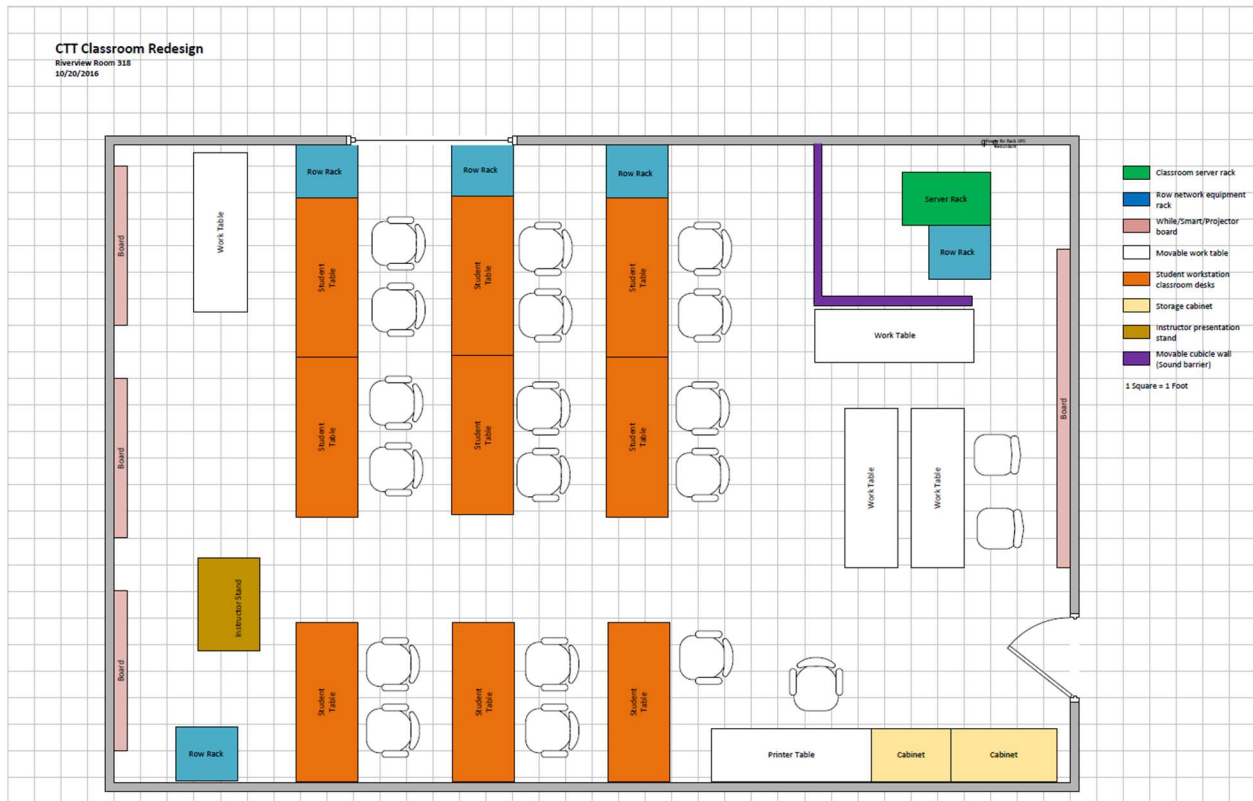 CTT Classroom Redesign
Riverview Room 318
10/20/2016
Board
Work Table
Row Rack
Student
Table
Student
Table
Row Rack
Student
Table
Student
Table
Row Rack
Student
Table
Student
Table
Server Rack
Row Rack
Work Table
Work Table
Work Table
Board
Board
Instructor Stand
Board
Row Rack
Student
Table
Student
Table
Student
Table
Printer Table
Cabinet
Cabinet
Classroom server rack
Row network equipment
rack
While/Smart/Projector
board
Movable work table
Student workstation
classroom desks
Storage cabinet
Instructor presentation
stand
Movable cubicle wall
(Sound barrier)
1 Square = 1 Foot